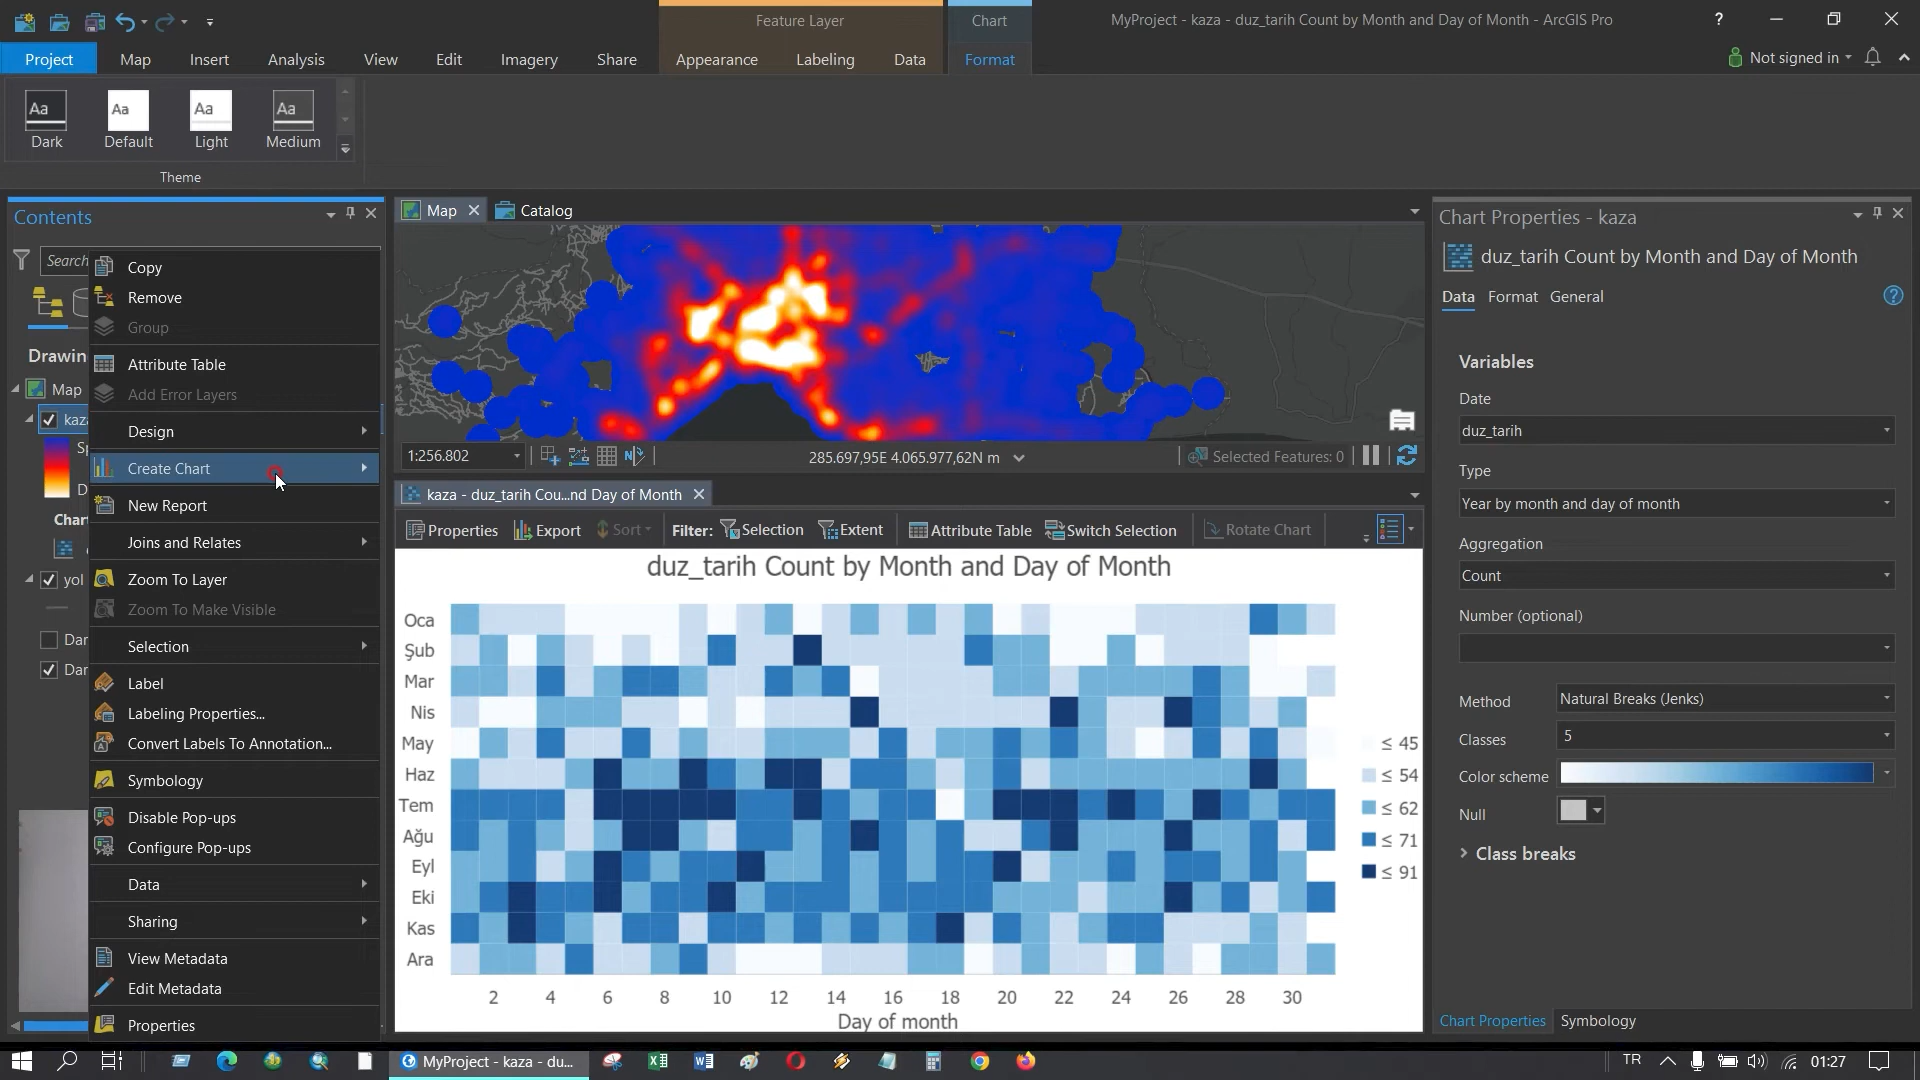 Feature Layer
Chart
MyProject - kaza - duz_tarih Count by Month and Day of Month - ArcGIS Pro
?
Project
Map
Insert
Analysis
View
Edit
Imagery
Share
Appearance
Labeling
Data
Format
Not signed in
Aa
Aa
Aa
Aa
Dark
Default
Light
Medium
Theme
Contents
Search
Drawin
Map
kaza
Char
yol
Dar
Dar
Copy
Remove
Group
Attribute Table
Add Error Layers
Design
Create Chart
New Report
Joins and Relates
Zoom To Layer
Zoom To Make Visible
Selection
Label
Labeling Properties...
Convert Labels To Annotation...
Symbology
Disable Pop-ups
Configure Pop-ups
Data
Sharing
View Metadata
Edit Metadata
Properties
Map
Catalog
1:256.802
285.697,95E 4.065.977,62N m
Selected Features: 0
kaza - duz_tarih Cou...nd Day of Month
Properties
Export
Sort
Filter:
Selection
Extent
Attribute Table
Switch Selection
Rotate Chart
duz_tarih Count by Month and Day of Month
Oca
Şub
Mar
Nis
May
Haz
Tem
Ağu
Eyl
Eki
Kas
Ara
≤ 45
≤ 54
≤ 62
≤ 71
≤ 91
2 4 6 8 10 12 14 16 18 20 22 24 26 28 30
Day of month
Chart Properties - kaza
duz_tarih Count by Month and Day of Month
Data
Format
General
?
Variables
Date
duz_tarih
Type
Year by month and day of month
Aggregation
Count
Number (optional)
Method
Natural Breaks (Jenks)
Classes
5
Color scheme
Null
Class breaks
Chart Properties
Symbology
MyProject - kaza - du...
TR
01:27